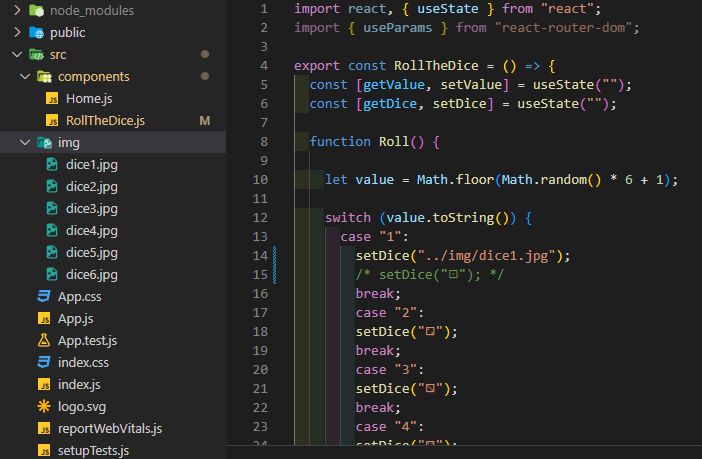 node_modules
public
src
components
Home.js
RollTheDice.js M
img
dice1.jpg
dice2.jpg
dice3.jpg
dice4.jpg
dice5.jpg
dice6.jpg
App.css
App.js
App.test.js
index.css
index.js
logo.svg
reportWebVitals.js
setupTests.js
1 import react, { useState } from "react";
2 import { useParams } from "react-router-dom";
3
4 export const RollTheDice = () => {
5 const [getValue, setValue] = useState("");
6 const [getDice, setDice] = useState("");
7
8 function Roll() {
9
10 let value = Math.floor(Math.random() * 6 + 1);
11
12 switch (value.toString()) {
13 case "1":
14 setDice("../img/dice1.jpg");
15 /* setDice("⚀"); */
16 break;
17 case "2":
18 setDice("⚁");
19 break;
20 case "3":
21 setDice("⚂");
22 break;
23 case "4":
24 setDice("⚃");